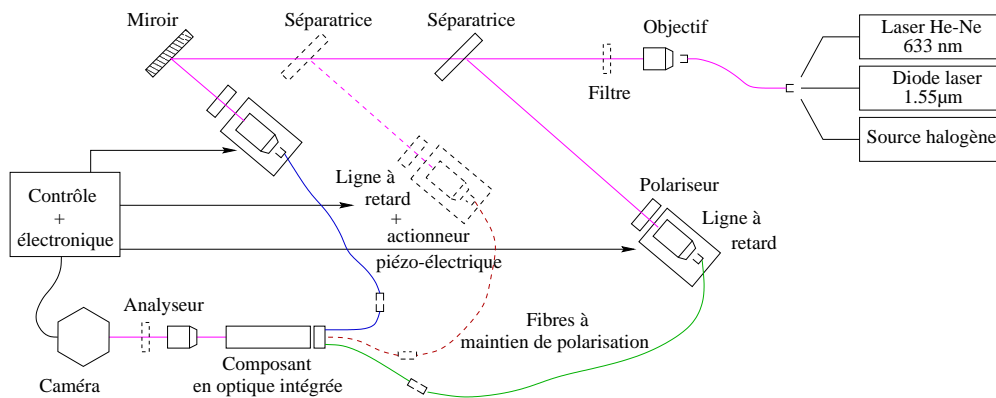 Miroir
Séparatrice
Séparatrice
Objectif
Filtre
Laser He-Ne
633 nm
Diode laser
1.55µm
Source halogène
Contrôle
+
électronique
Ligne à
retard
+
actionneur
piézo-électrique
Polariseur
Ligne à
retard
Analyseur
Caméra
Composant
en optique intégrée
Fibres à
maintien de polarisation